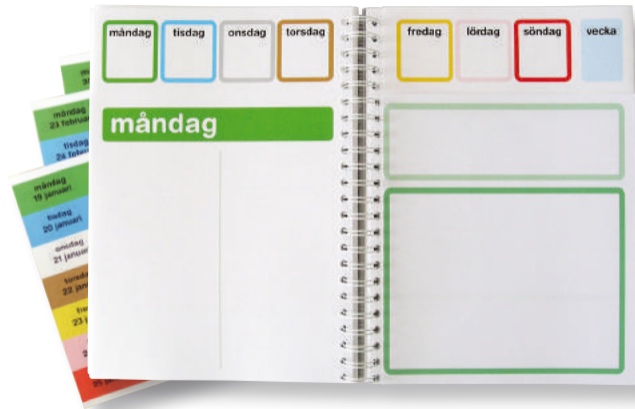 måndag tisdag onsdag torsdag fredag lördag söndag vecka
måndag
måndag
23 februari
tisdag
24 februari
måndag
19 januari
tisdag
20 januari
onsdag
21 januari
torsdag
22 januari
23